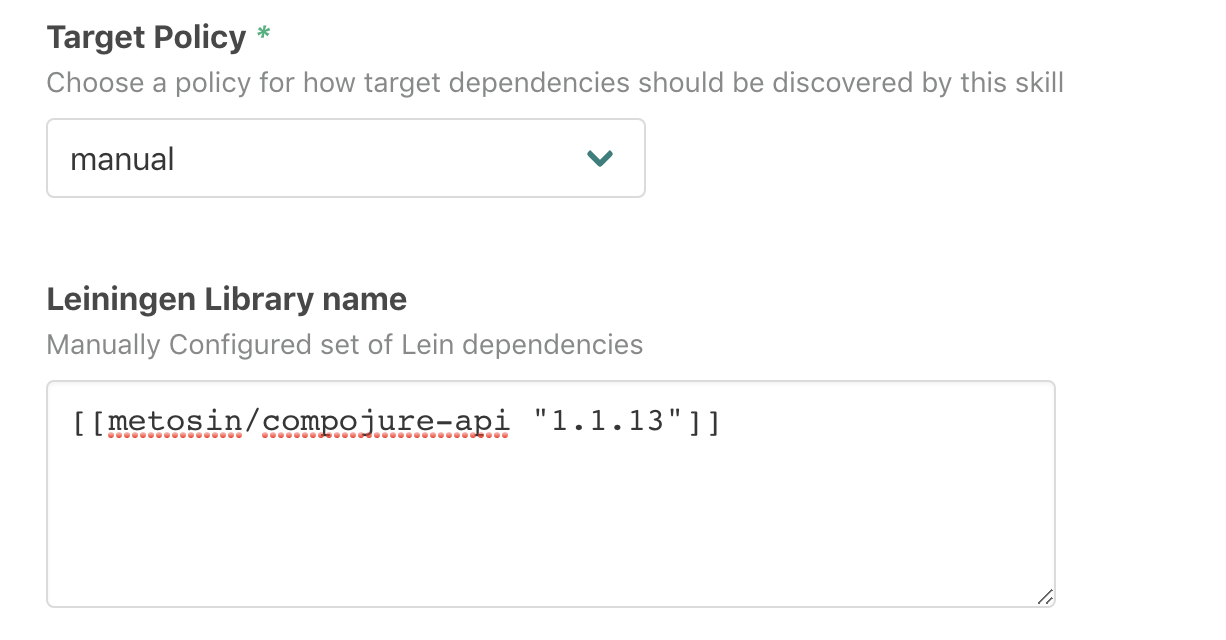 Target Policy *
Choose a policy for how target dependencies should be discovered by this skill
manual
Leiningen Library name
Manually Configured set of Lein dependencies
[[metosin/compojure-api "1.1.13"]]